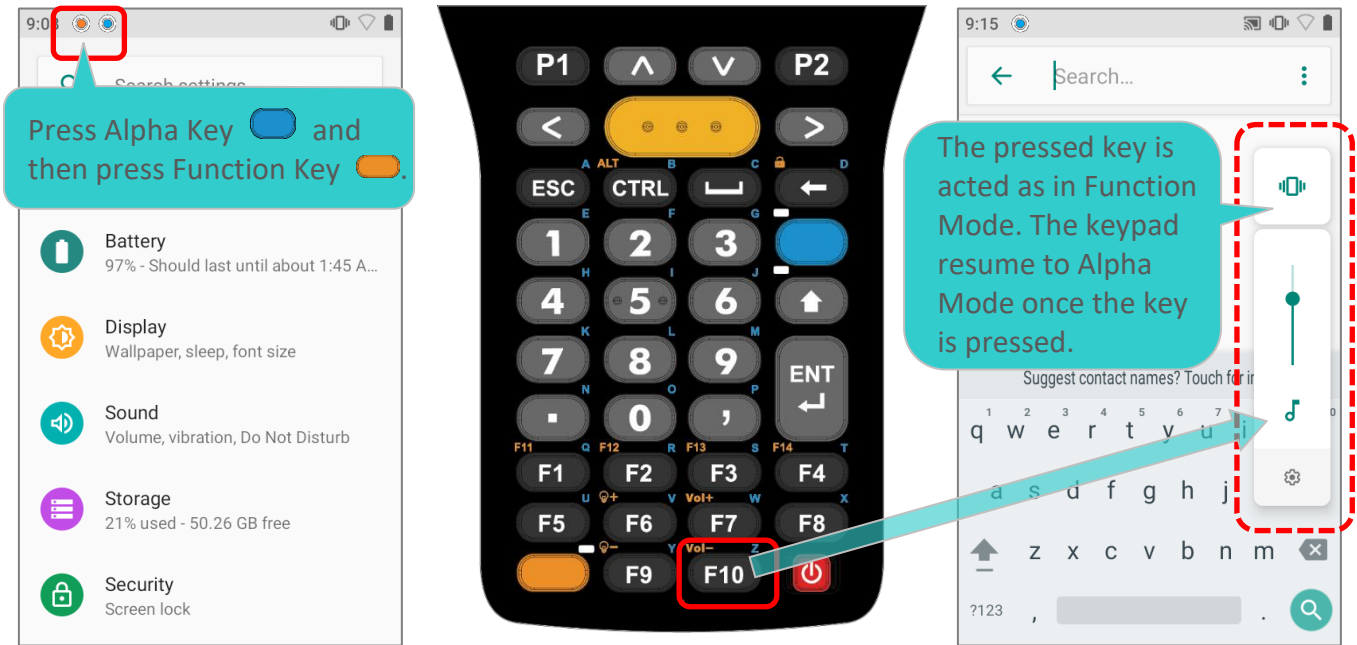 9:03
Search settings
Press Alpha Key and
then press Function Key .
Battery
97% - Should last until about 1:45 A...
Display
Wallpaper, sleep, font size
Sound
Volume, vibration, Do Not Disturb
Storage
21% used - 50.26 GB free
Security
Screen lock
P1 P2
A ALT B C D
ESC CTRL
E F G
1 2 3
H I J
4 5 6
K L M
7 8 9
ENT
N O P
. 0 ,
F11 Q F12 R F13 S F14 T
F1 F2 F3 F4
U + V Vol+ W X
F5 F6 F7 F8
- Y Vol- Z
F9 F10
9:15
Search...
The pressed key is
acted as in Function
Mode. The keypad
resume to Alpha
Mode once the key
is pressed.
Suggest contact names? Touch for
1 2 3 4 5 6 7 0
q w e r t y u i
a s d f g h j
z x c v b n m
?123 , .